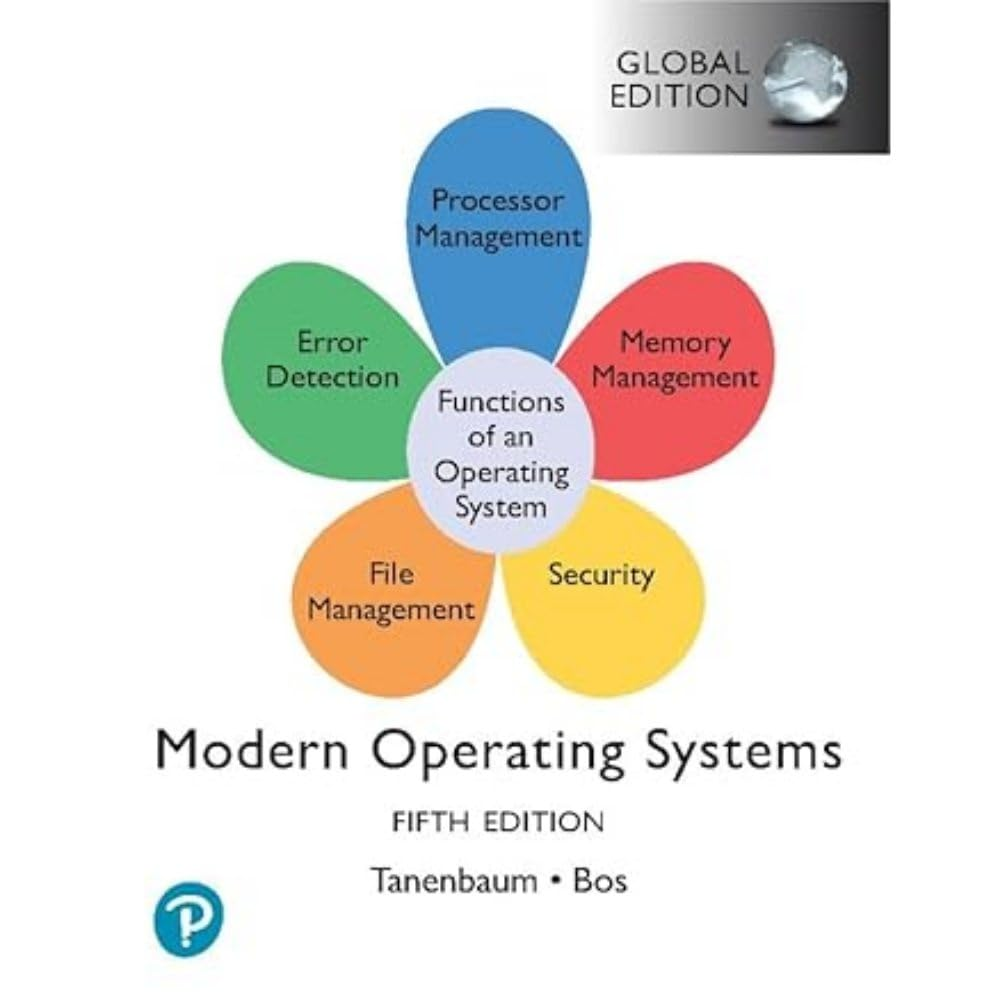 GLOBAL
EDITION
Processor
Management
Error
Detection
Memory
Management
Functions
of an
Operating
System
File
Management
Security
Modern Operating Systems
FIFTH EDITION
Tanenbaum • Bos
P